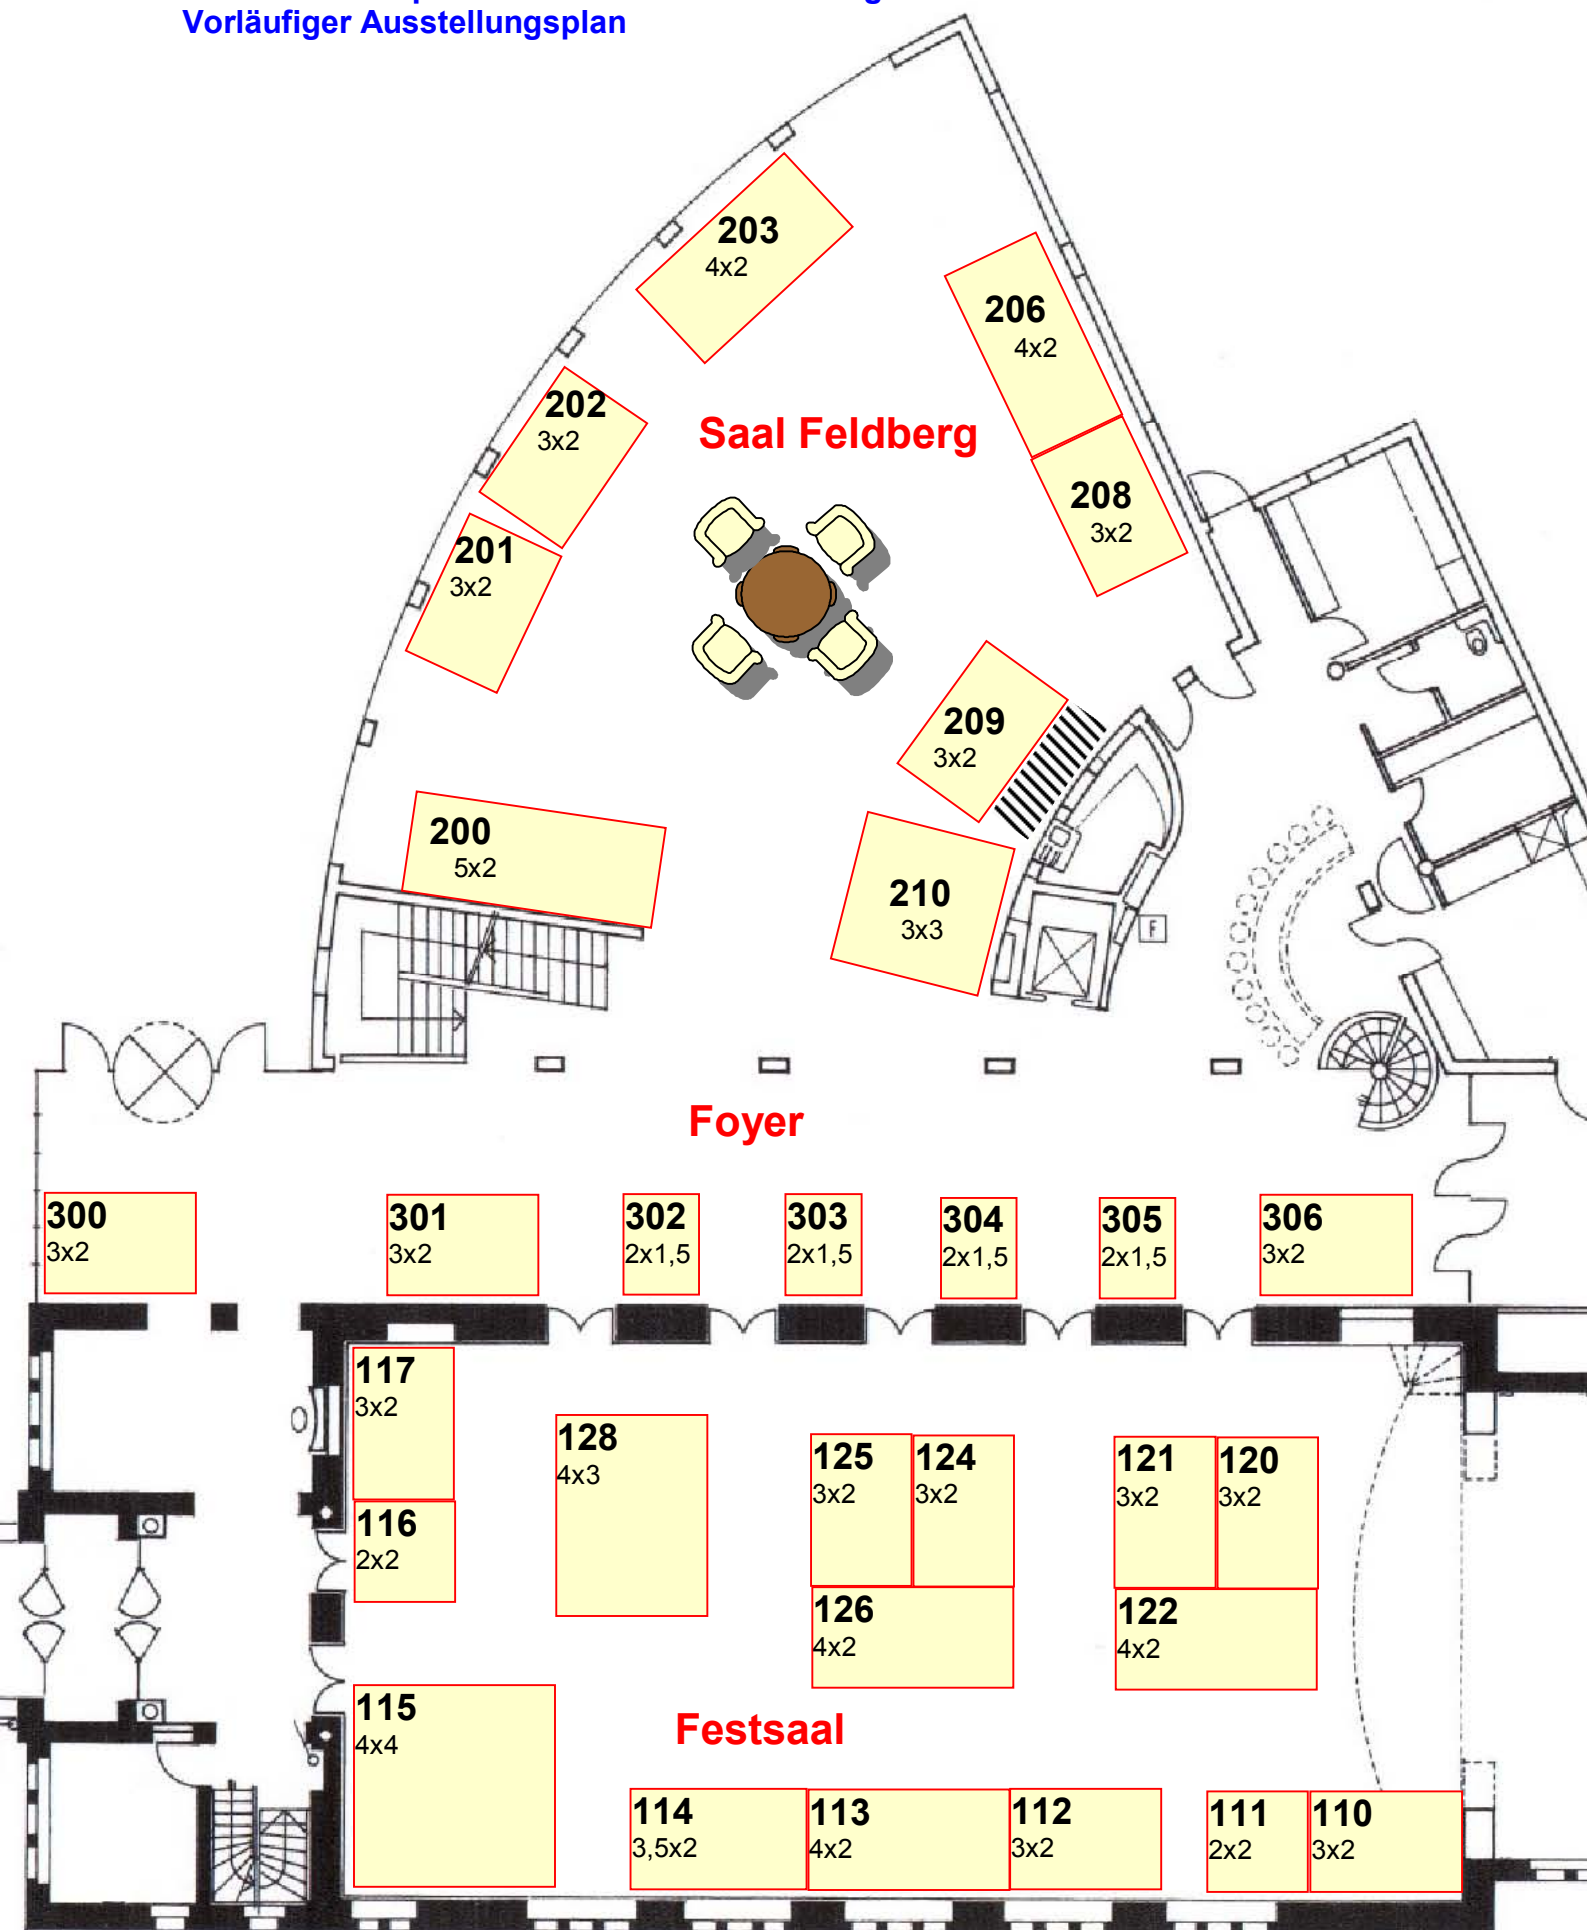 Vorläufiger Ausstellungsplan
203
4x2
206
4x2
202
3x2
Saal Feldberg
208
3x2
201
3x2
209
3x2
200
5x2
210
3x3
F
Foyer
300
3x2
301
3x2
302
2x1,5
303
2x1,5
304
2x1,5
305
2x1,5
306
3x2
117
3x2
128
4x3
125
3x2
124
3x2
121
3x2
120
3x2
116
2x2
126
4x2
122
4x2
115
4x4
Festsaal
114
3,5x2
113
4x2
112
3x2
111
2x2
110
3x2